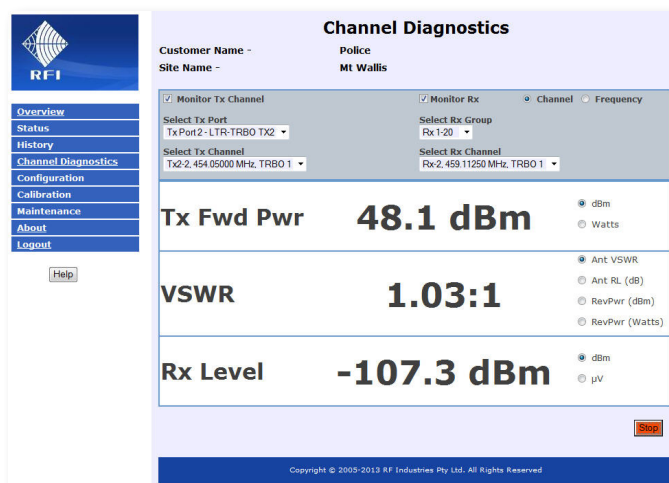 RFI
Overview
Status
History
Channel Diagnostics
Configuration
Calibration
Maintenance
About
Logout
Help
Channel Diagnostics
Customer Name - Police
Site Name - Mt Wallis
Monitor Tx Channel Monitor Rx Channel Frequency
Select Tx Port Select Rx Group
Tx Port 2 - LTR-TRBO TX2 Rx 1-20
Select Tx Channel Select Rx Channel
Tx2-2, 454.05000 MHz, TRBO 1 Rx-2, 459.11250 MHz, TRBO 1
Tx Fwd Pwr 48.1 dBm
dBm
Watts
VSWR 1.03:1
Ant VSWR
Ant RL (dB)
RevPwr (dBm)
RevPwr (Watts)
Rx Level -107.3 dBm
dBm
µV
Stop
Copyright © 2005-2013 RF Industries Pty Ltd. All Rights Reserved